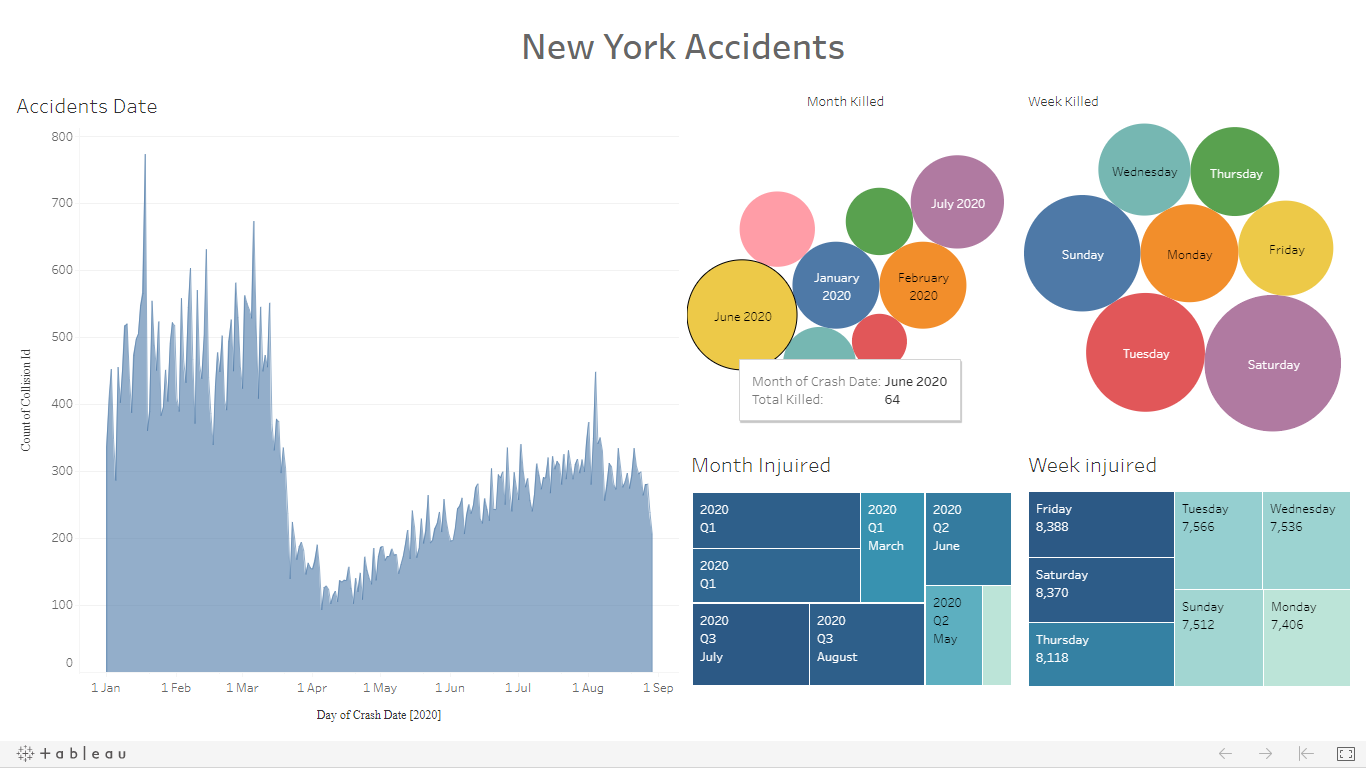 New York Accidents
Accidents Date
800
700
600
500
400
300
200
100
0
Count of Collision.Id
1 Jan
1 Feb
1 Mar
1 Apr
1 May
1 Jun
1 Jul
1 Aug
1 Sep
Day of Crash Date [2020]
Month Killed
July 2020
January
2020
February
2020
June 2020
Month of Crash Date: June 2020
Total Killed: 64
Week Killed
Wednesday
Thursday
Sunday
Monday
Friday
Tuesday
Saturday
Month Injuired
2020
Q1
2020
Q1
2020
Q1
March
2020
Q2
June
2020
Q3
July
2020
Q3
August
2020
Q2
May
Week injuired
Friday
8,388
Saturday
8,370
Thursday
8,118
Tuesday
7,566
Wednesday
7,536
Sunday
7,512
Monday
7,406
+ a b | e a u